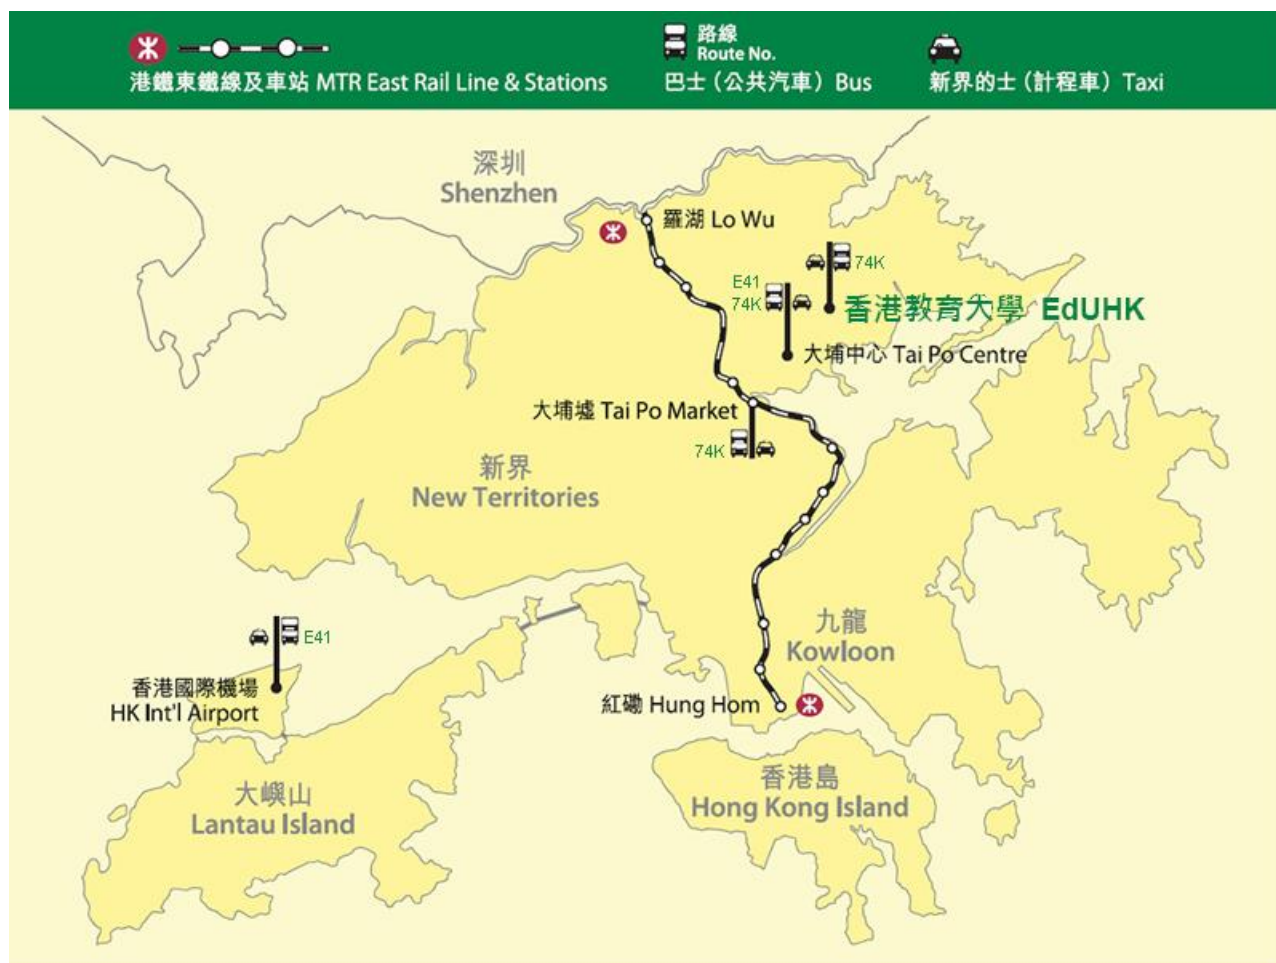 路線
Route No.
港鐵東鐵線及車站 MTR East Rail Line & Stations
巴士（公共汽車）Bus
新界的士（計程車）Taxi
深圳
Shenzhen
羅湖 Lo Wu
74K
E41
74K
香港教育大學 EdUHK
大埔中心 Tai Po Centre
大埔墟 Tai Po Market
74K
新界
New Territories
九龍
Kowloon
E41
香港國際機場
HK Int'l Airport
紅磡 Hung Hom
大嶼山
Lantau Island
香港島
Hong Kong Island